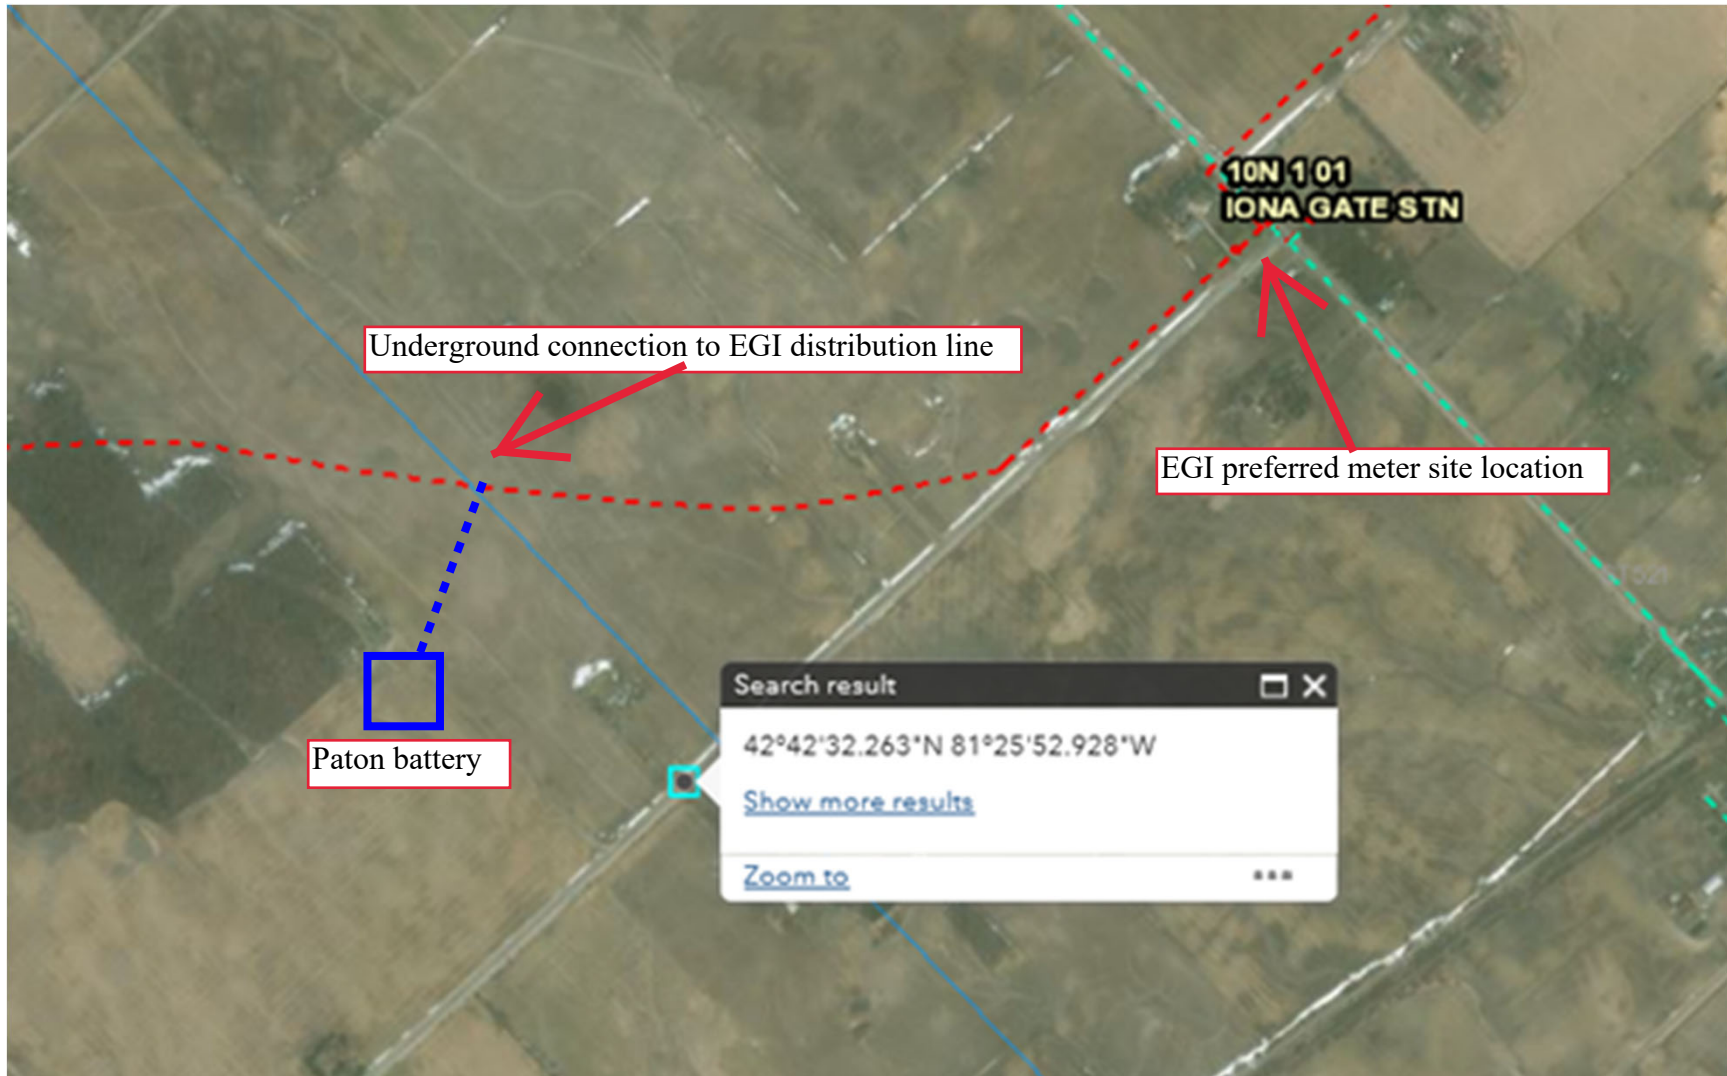 10N 1 01
IONA GATE STN
Underground connection to EGI distribution line
EGI preferred meter site location
Search result
42°42'32.263"N 81°25'52.928"W
Show more results
Zoom to
Paton battery